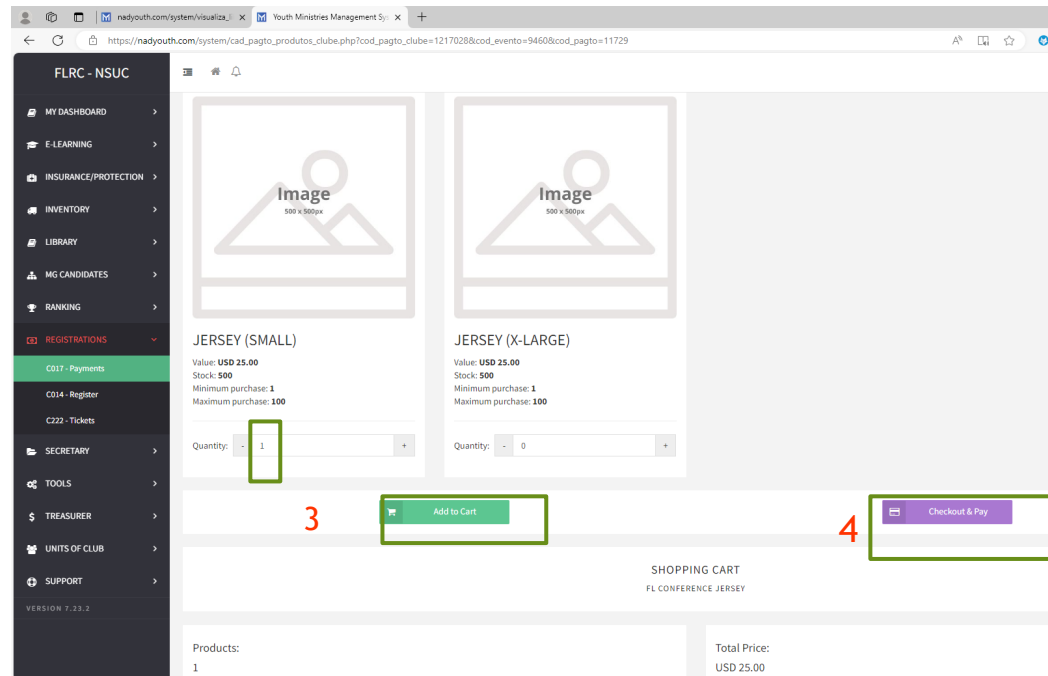 nadyouth.com/system/visualiza_l
Youth Ministries Management Sys
https://nadyouth.com/system/cad_pagto_produtos_clube.php?cod_pagto_clube=1217028&cod_evento=9460&cod_pagto=11729
FLRC - NSUC
MY DASHBOARD
E-LEARNING
INSURANCE/PROTECTION
INVENTORY
LIBRARY
MG CANDIDATES
RANKING
REGISTRATIONS
C017 - Payments
C014 - Register
C222 - Tickets
SECRETARY
TOOLS
TREASURER
UNITS OF CLUB
SUPPORT
VERSION 7.23.2
Image
500 x 500px
JERSEY (SMALL)
Value: USD 25.00
Stock: 500
Minimum purchase: 1
Maximum purchase: 100
Quantity: - 1 +
Image
500 x 500px
JERSEY (X-LARGE)
Value: USD 25.00
Stock: 500
Minimum purchase: 1
Maximum purchase: 100
Quantity: - 0 +
3
Add to Cart
4
Checkout & Pay
SHOPPING CART
FL CONFERENCE JERSEY
Products:
1
Total Price:
USD 25.00